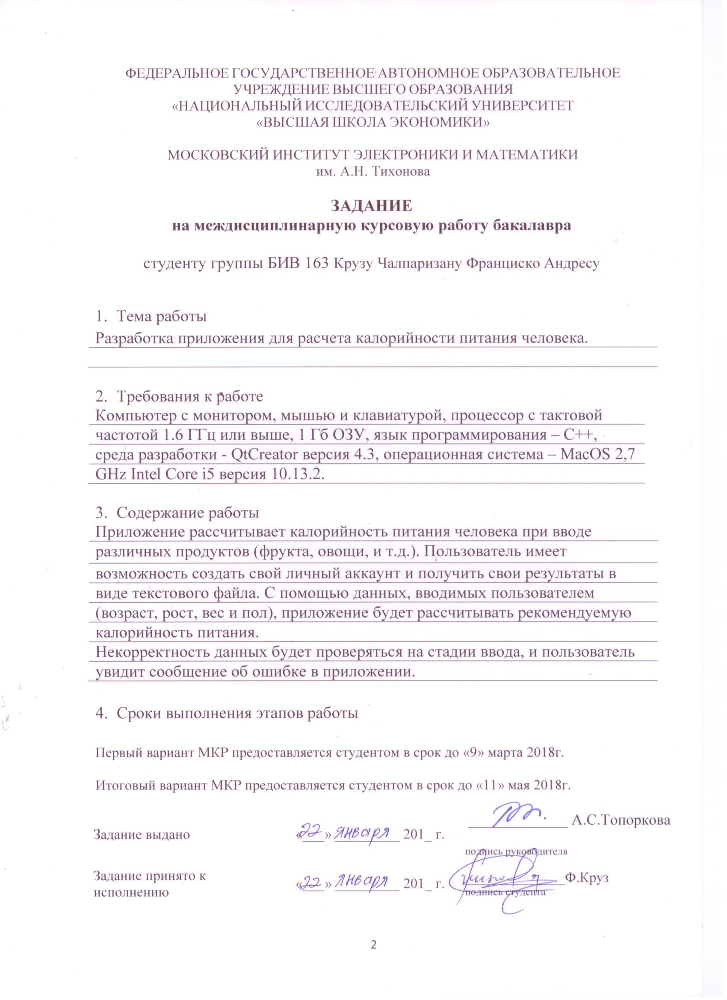 ФЕДЕРАЛЬНОЕ ГОСУДАРСТВЕННОЕ АВТОНОМНОЕ ОБРАЗОВАТЕЛЬНОЕ
УЧРЕЖДЕНИЕ ВЫСШЕГО ОБРАЗОВАНИЯ
«НАЦИОНАЛЬНЫЙ ИССЛЕДОВАТЕЛЬСКИЙ УНИВЕРСИТЕТ
«ВЫСШАЯ ШКОЛА ЭКОНОМИКИ»
МОСКОВСКИЙ ИНСТИТУТ ЭЛЕКТРОНИКИ И МАТЕМАТИКИ
им. А.Н. Тихонова
ЗАДАНИЕ
на междисциплинарную курсовую работу бакалавра
студенту группы БИВ 163 Крузу Чалпаризану Франциско Андресу
1. Тема работы
Разработка приложения для расчета калорийности питания человека.
2. Требования к работе
Компьютер с монитором, мышью и клавиатурой, процессор с тактовой
частотой 1.6 ГГц или выше, 1 Гб ОЗУ, язык программирования – C++,
среда разработки - QtCreator версия 4.3, операционная система – MacOS 2,7
GHz Intel Core i5 версия 10.13.2.
3. Содержание работы
Приложение рассчитывает калорийность питания человека при вводе
различных продуктов (фрукта, овощи, и т.д.). Пользователь имеет
возможность создать свой личный аккаунт и получить свои результаты в
виде текстового файла. С помощью данных, вводимых пользователем
(возраст, рост, вес и пол), приложение будет рассчитывать рекомендуемую
калорийность питания.
Некорректность данных будет проверяться на стадии ввода, и пользователь
увидит сообщение об ошибке в приложении.
4. Сроки выполнения этапов работы
Первый вариант МКР предоставляется студентом в срок до «9» марта 2018г.
Итоговый вариант МКР предоставляется студентом в срок до «11» мая 2018г.
А.С.Топоркова
Задание выдано «22» января 201_ г.
подпись руководителя
Задание принято к
исполнению «22» января 201_ г. Ф.Круз
подпись студента
2